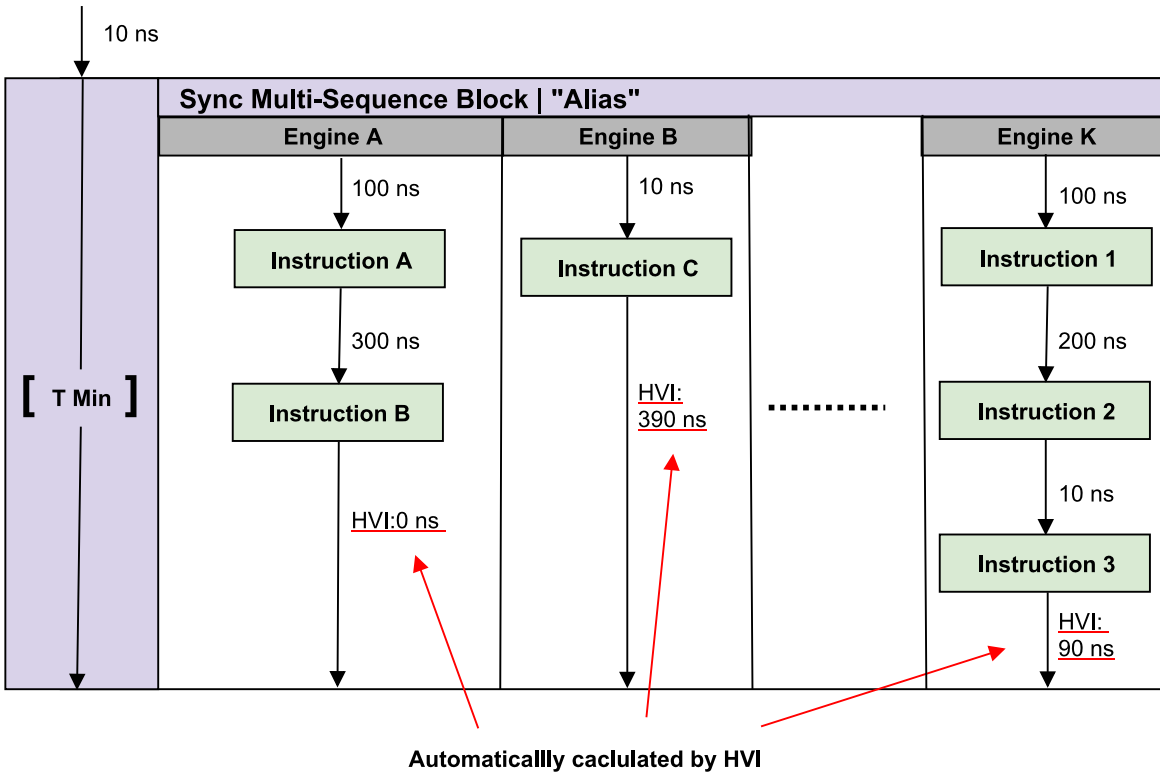 10 ns
Sync Multi-Sequence Block | "Alias"
Engine A
Engine B
Engine K
100 ns
10 ns
100 ns
Instruction A
Instruction C
Instruction 1
300 ns
200 ns
[ T Min ]
Instruction B
HVI:
390 ns
Instruction 2
10 ns
HVI:0 ns
Instruction 3
HVI:
90 ns
Automaticallly caclulated by HVI